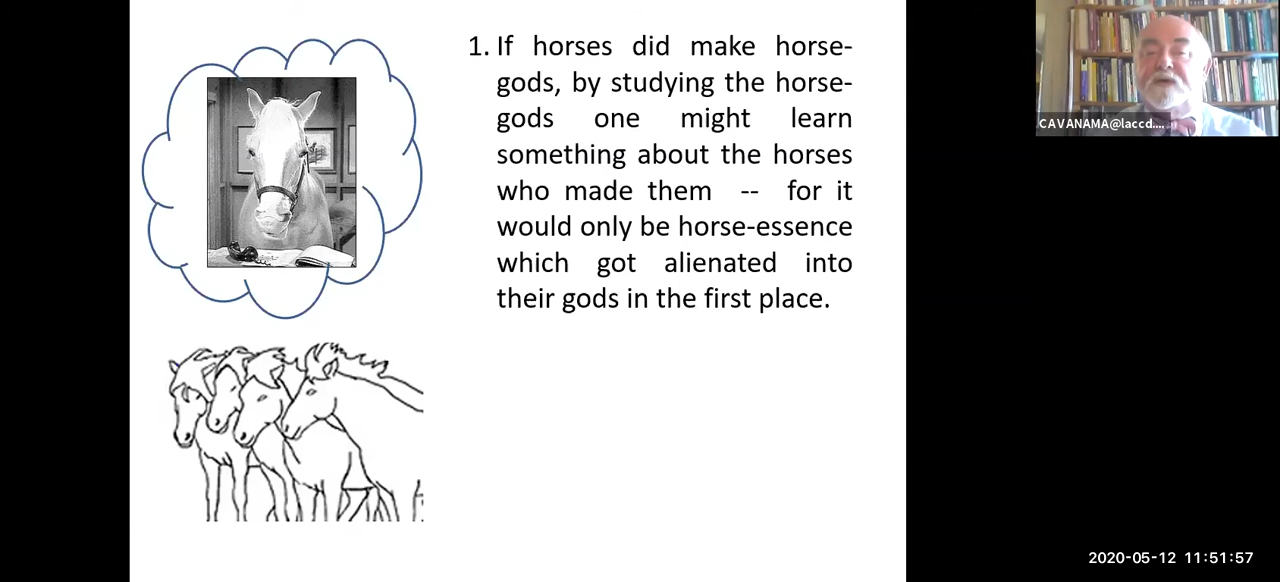 1. If horses did make horse-
gods, by studying the horse-
gods one might learn
something about the horses
who made them -- for it
would only be horse-essence
which got alienated into
their gods in the first place.
CAVANAMA@laccd....
2020-05-12 11:51:57